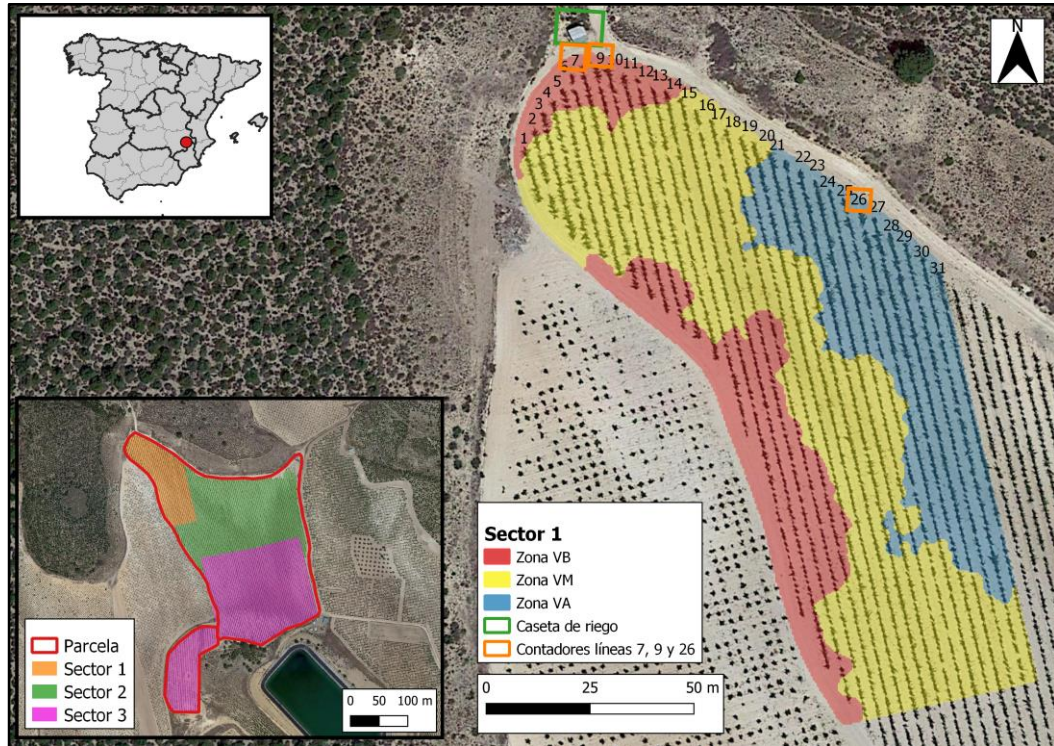 N
7
9
10
11
12
13
14
15
16
17
18
19
20
21
22
23
24
25
26
27
28
29
30
31
5
4
3
2
1
Sector 1
Zona VB
Zona VM
Zona VA
Caseta de riego
Contadores líneas 7, 9 y 26
0 25 50 m
Parcela
Sector 1
Sector 2
Sector 3
0 50 100 m